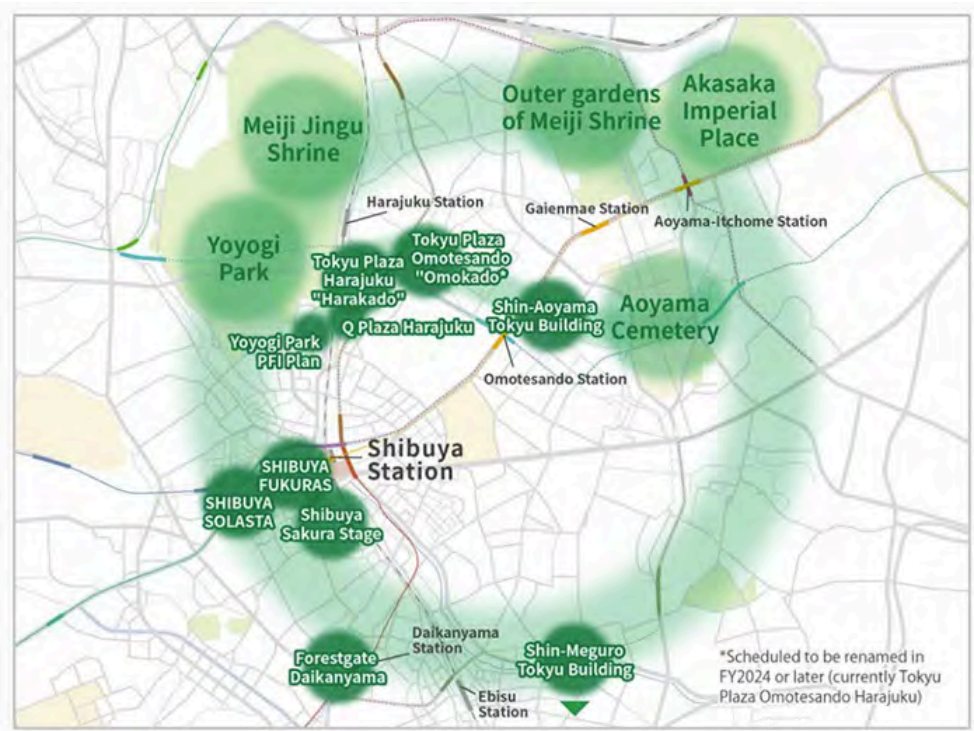 Meiji Jingu
Shrine
Outer gardens
of Meiji Shrine
Akasaka
Imperial
Place
Harajuku Station
Gaienmae Station
Aoyama-Itchome Station
Yoyogi
Park
Tokyu Plaza
Harajuku
"Harakado"
Tokyu Plaza
Omotesando
"Omokado*"
Shin-Aoyama
Tokyu Building
Aoyama
Cemetery
Q Plaza Harajuku
Yoyogi Park
PFI Plan
Omotesando Station
Shibuya
Station
SHIBUYA
FUKURAS
SHIBUYA
SOLASTA
Shibuya
Sakura Stage
Daikanyama
Station
Forestgate
Daikanyama
Shin-Meguro
Tokyu Building
Ebisu
Station
*Scheduled to be renamed in
FY2024 or later (currently Tokyu
Plaza Omotesando Harajuku)